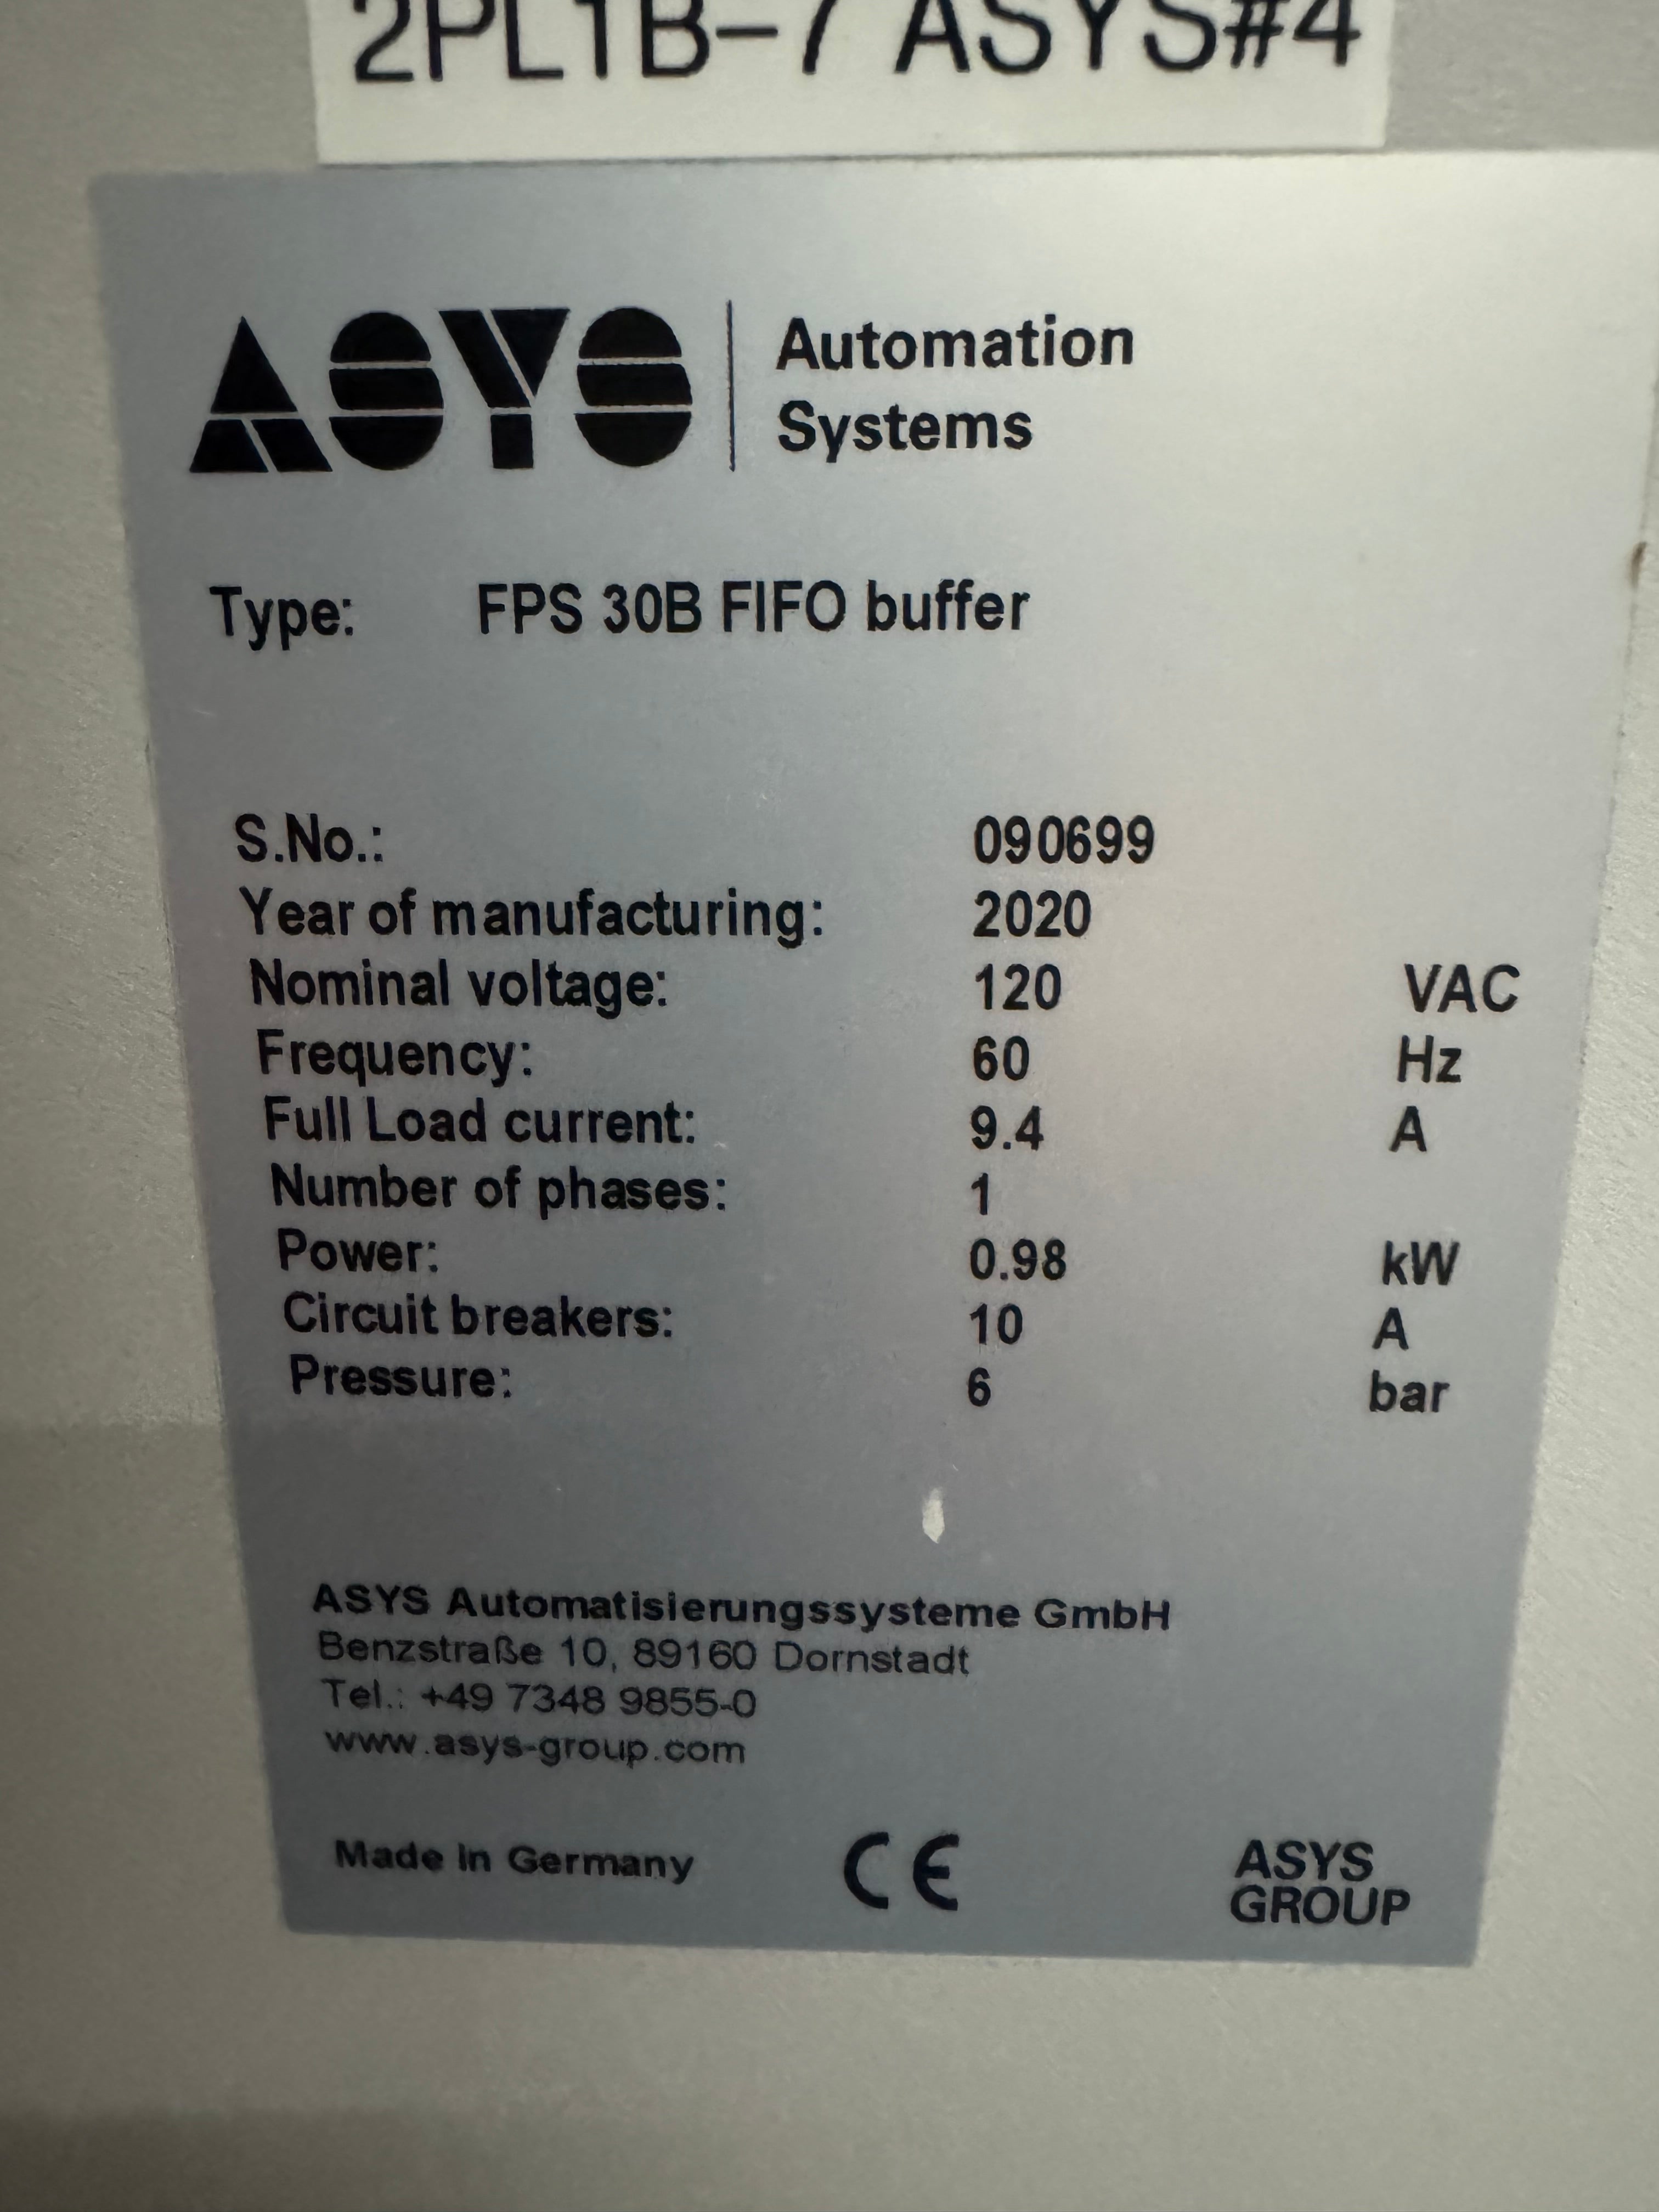 2PL1B-7 ASYS#4
ASYS Automation
Systems
Type: FPS 30B FIFO buffer
S.No.: 090699
Year of manufacturing: 2020
Nominal voltage: 120 VAC
Frequency: 60 Hz
Full Load current: 9.4 A
Number of phases: 1
Power: 0.98 kW
Circuit breakers: 10 A
Pressure: 6 bar
ASYS Automatisierungssysteme GmbH
Benzstraße 10, 89160 Dornstadt
Tel.: +49 7348 9855-0
www.asys-group.com
Made in Germany CE ASYS
GROUP